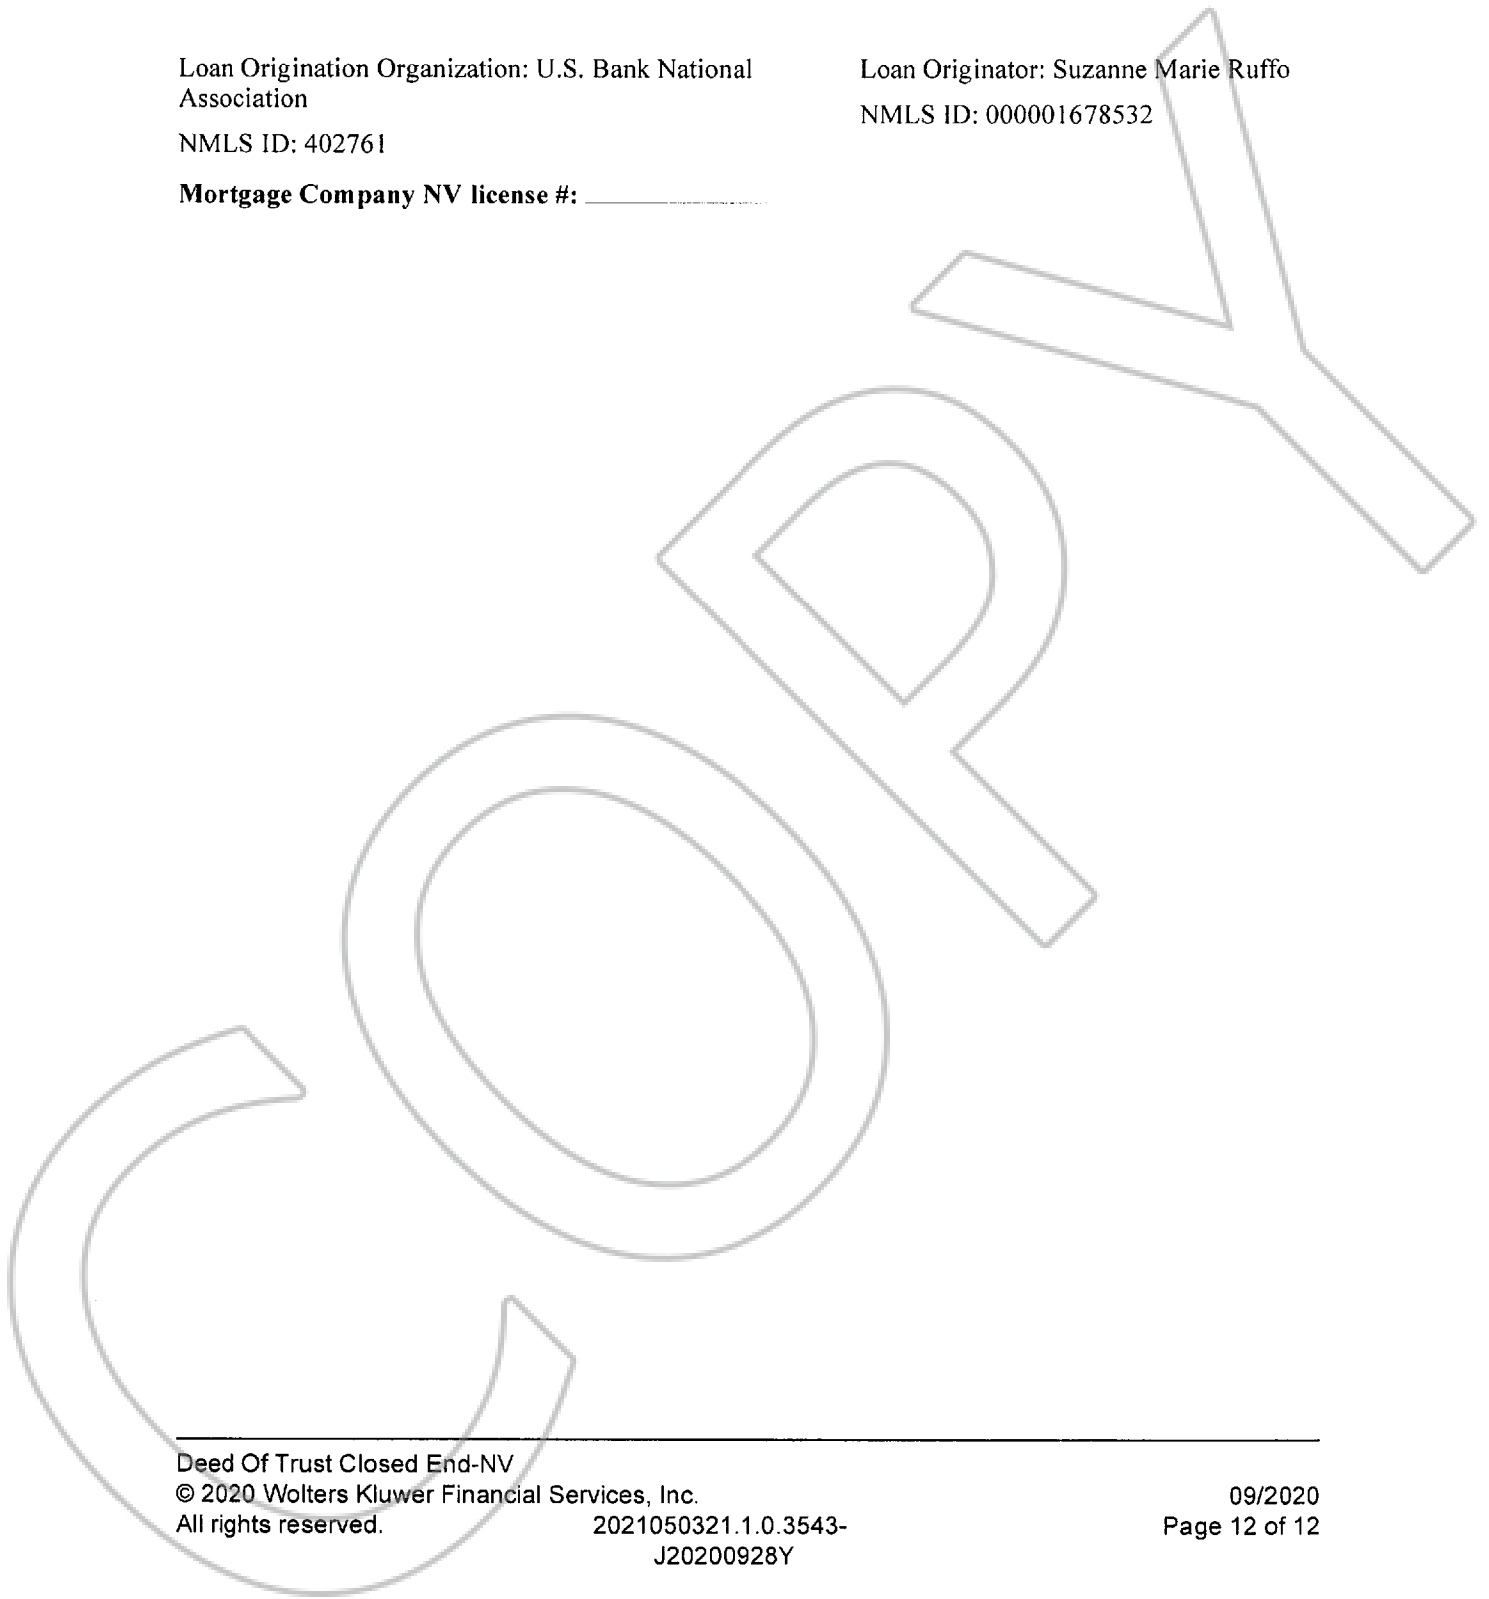 Loan Origination Organization: U.S. Bank National
Association
NMLS ID: 402761
Mortgage Company NV license #:
Loan Originator: Suzanne Marie Ruffo
NMLS ID: 000001678532
COPY
Deed Of Trust Closed End-NV
© 2020 Wolters Kluwer Financial Services, Inc.
All rights reserved.
2021050321.1.0.3543-
J20200928Y
09/2020
Page 12 of 12